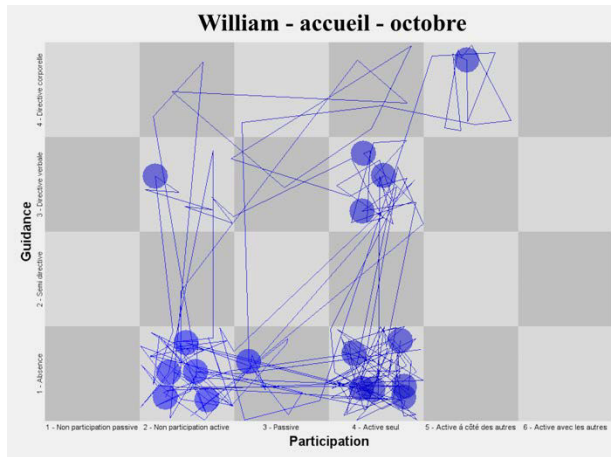 William - accueil - octobre
4 - Directive corporelle
3 - Directive verbale
2 - Semi directive
1 - Absence
Guidance
1 - Non participation passive
2 - Non participation active
3 - Passive
4 - Active seul
5 - Active à côté des autres
6 - Active avec les autres
Participation